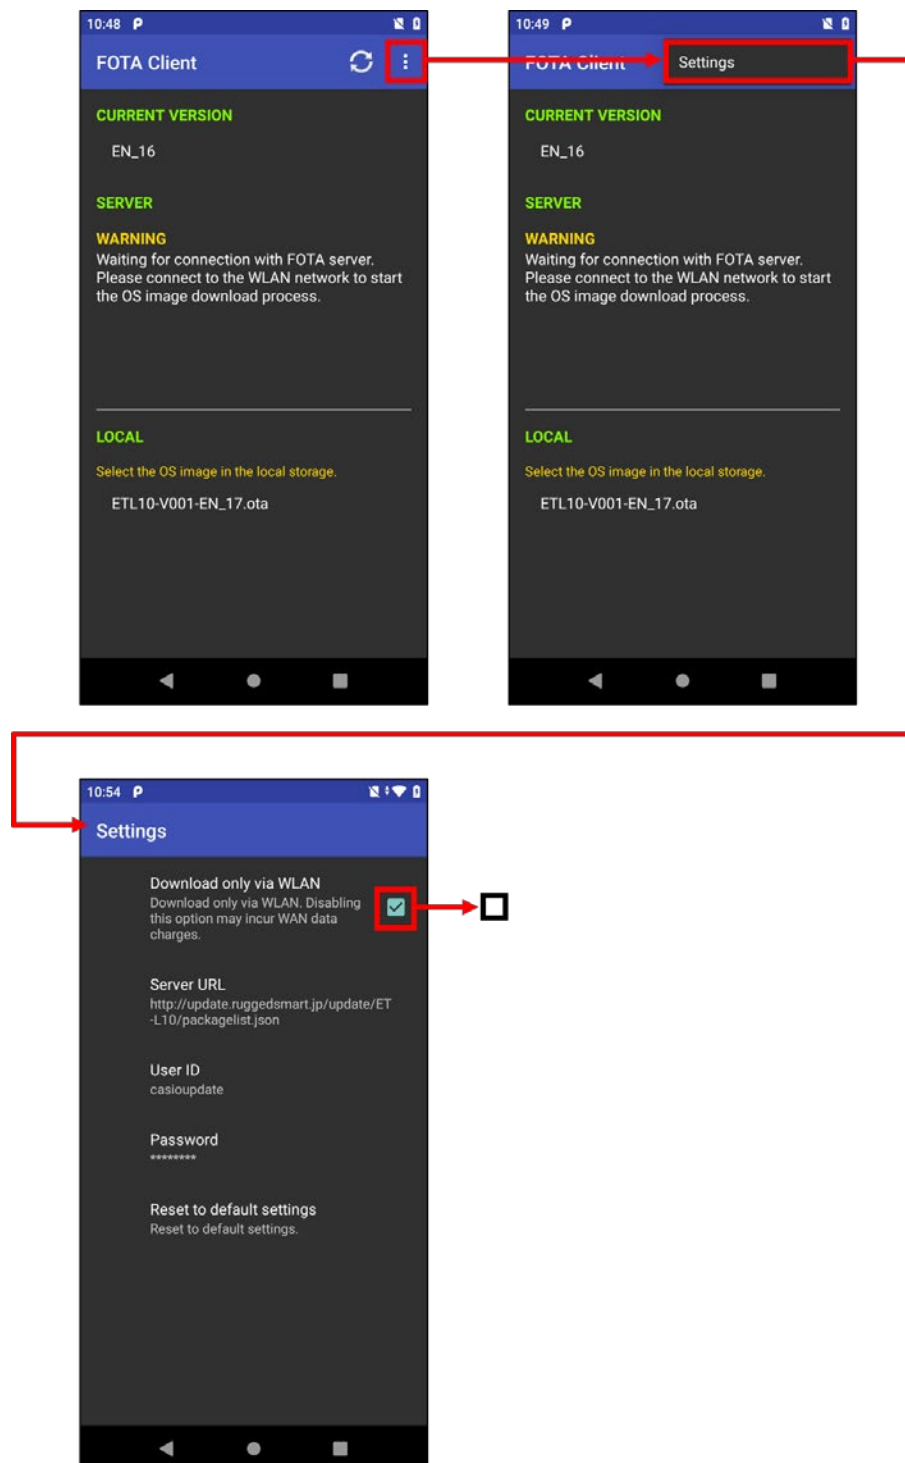 10:48
FOTA Client
CURRENT VERSION
EN_16
SERVER
WARNING
Waiting for connection with FOTA server.
Please connect to the WLAN network to start
the OS image download process.
LOCAL
Select the OS image in the local storage.
ETL10-V001-EN_17.ota
10:49
FOTA Client
Settings
CURRENT VERSION
EN_16
SERVER
WARNING
Waiting for connection with FOTA server.
Please connect to the WLAN network to start
the OS image download process.
LOCAL
Select the OS image in the local storage.
ETL10-V001-EN_17.ota
10:54
Settings
Download only via WLAN
Download only via WLAN. Disabling
this option may incur WAN data
charges.
Server URL
http://update.ruggedsmart.jp/update/ET
-L10/packagelist.json
User ID
casioupdate
Password
********
Reset to default settings
Reset to default settings.